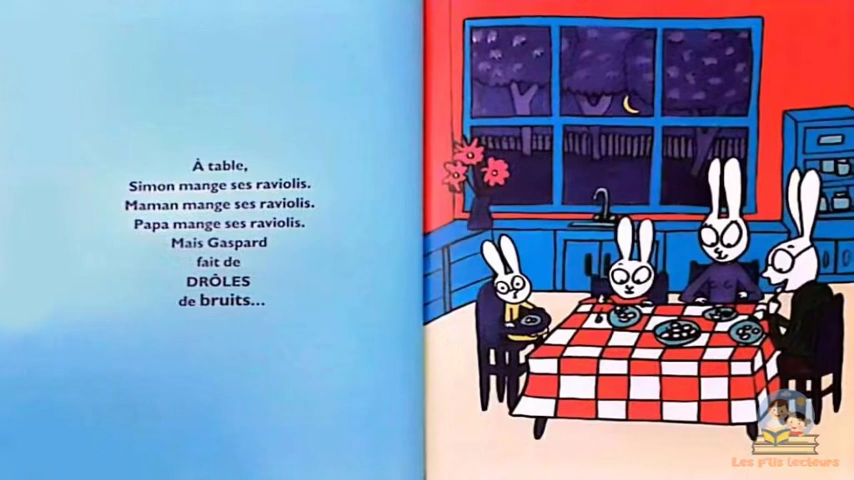 À table,
Simon mange ses raviolis.
Maman mange ses raviolis.
Papa mange ses raviolis.
Mais Gaspard
fait de
DRÔLES
de bruits...
Les p'tis lecteurs